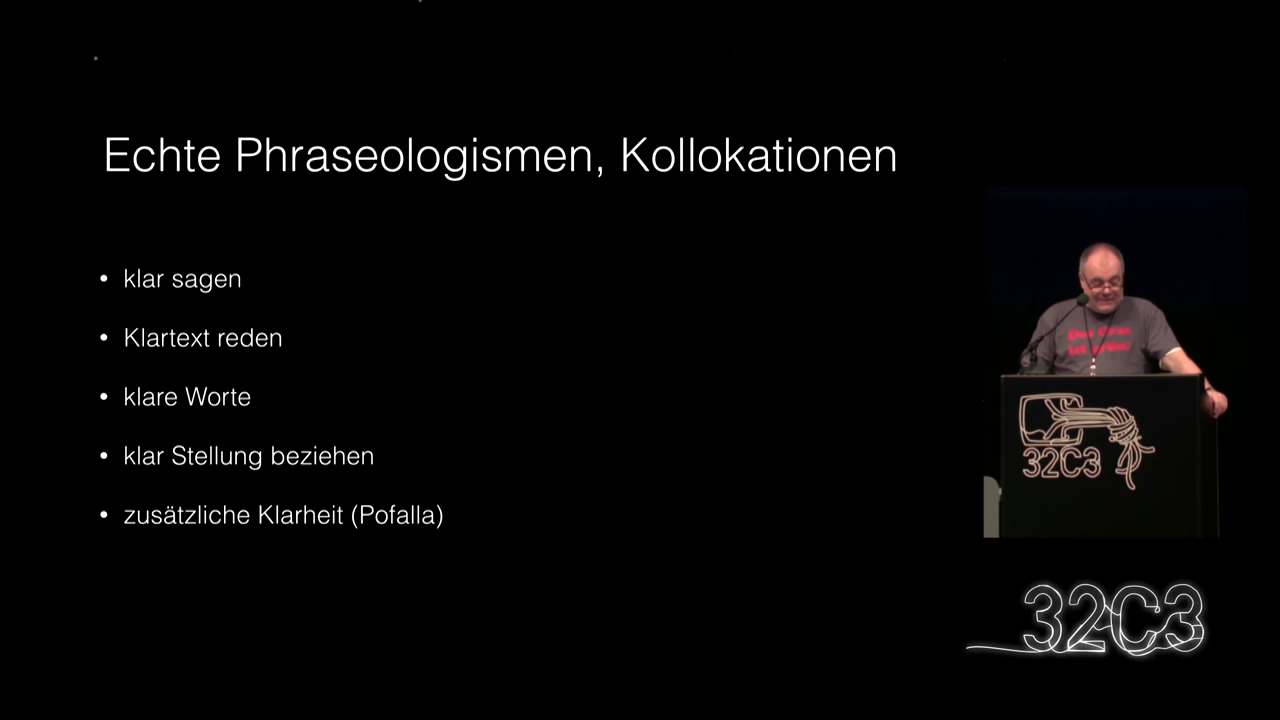 Echte Phraseologismen, Kollokationen
• klar sagen
• Klartext reden
• klare Worte
• klar Stellung beziehen
• zusätzliche Klarheit (Pofalla)
32C3
32C3